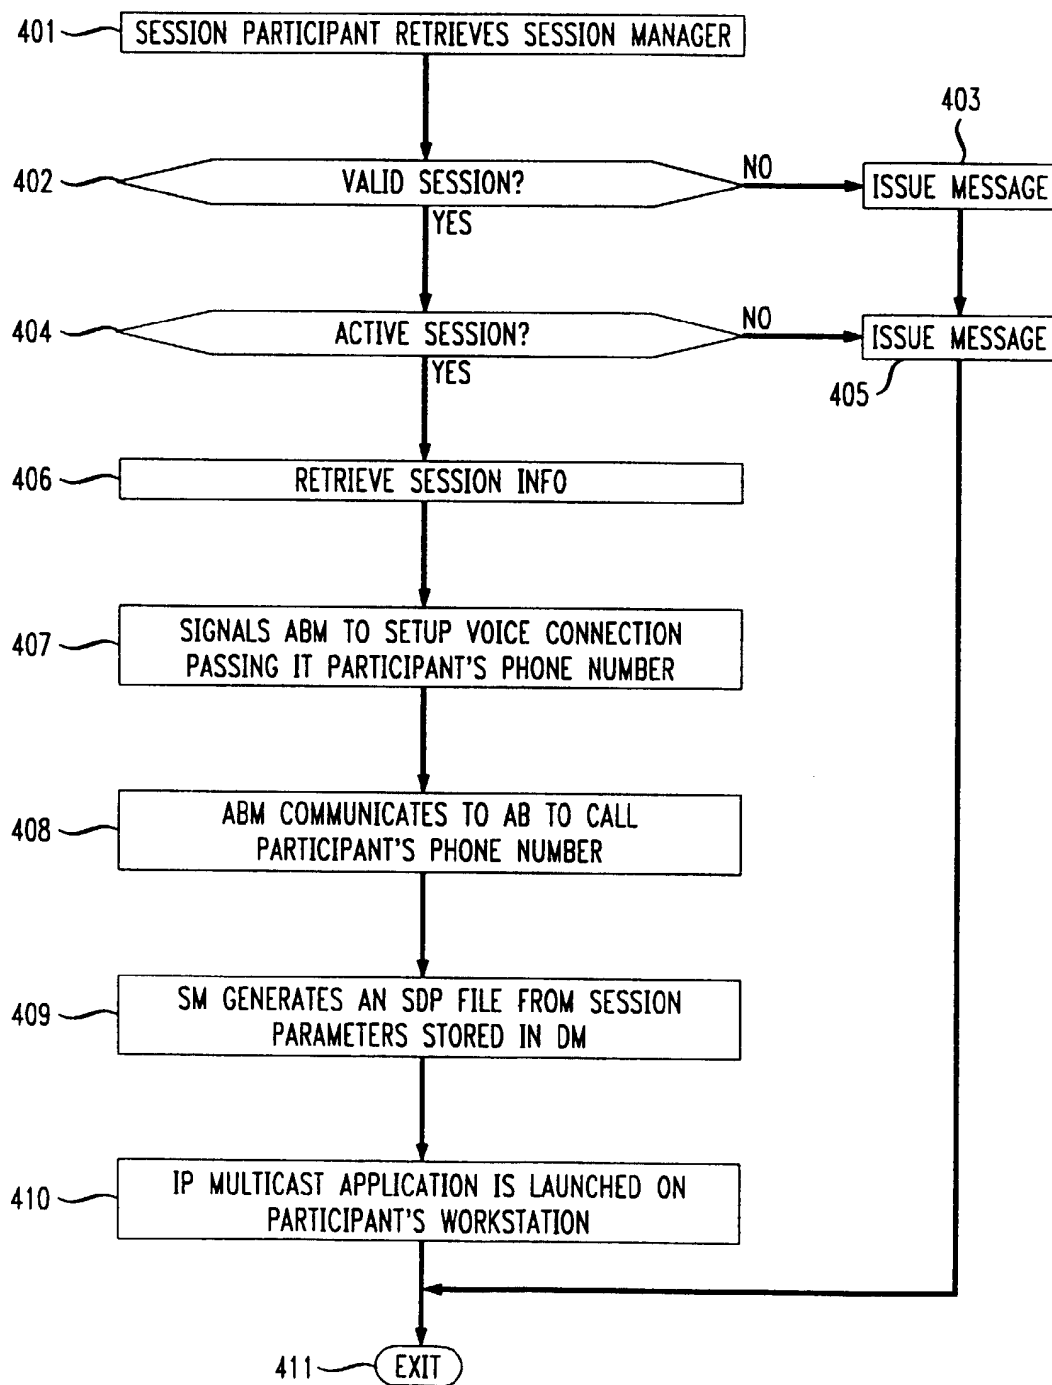 401 SESSION PARTICIPANT RETRIEVES SESSION MANAGER
403
402 VALID SESSION? NO ISSUE MESSAGE
YES
404 ACTIVE SESSION? NO ISSUE MESSAGE
YES
405
406 RETRIEVE SESSION INFO
407 SIGNALS ABM TO SETUP VOICE CONNECTION
PASSING IT PARTICIPANT'S PHONE NUMBER
408 ABM COMMUNICATES TO AB TO CALL
PARTICIPANT'S PHONE NUMBER
409 SM GENERATES AN SDP FILE FROM SESSION
PARAMETERS STORED IN DM
410 IP MULTICAST APPLICATION IS LAUNCHED ON
PARTICIPANT'S WORKSTATION
411 EXIT